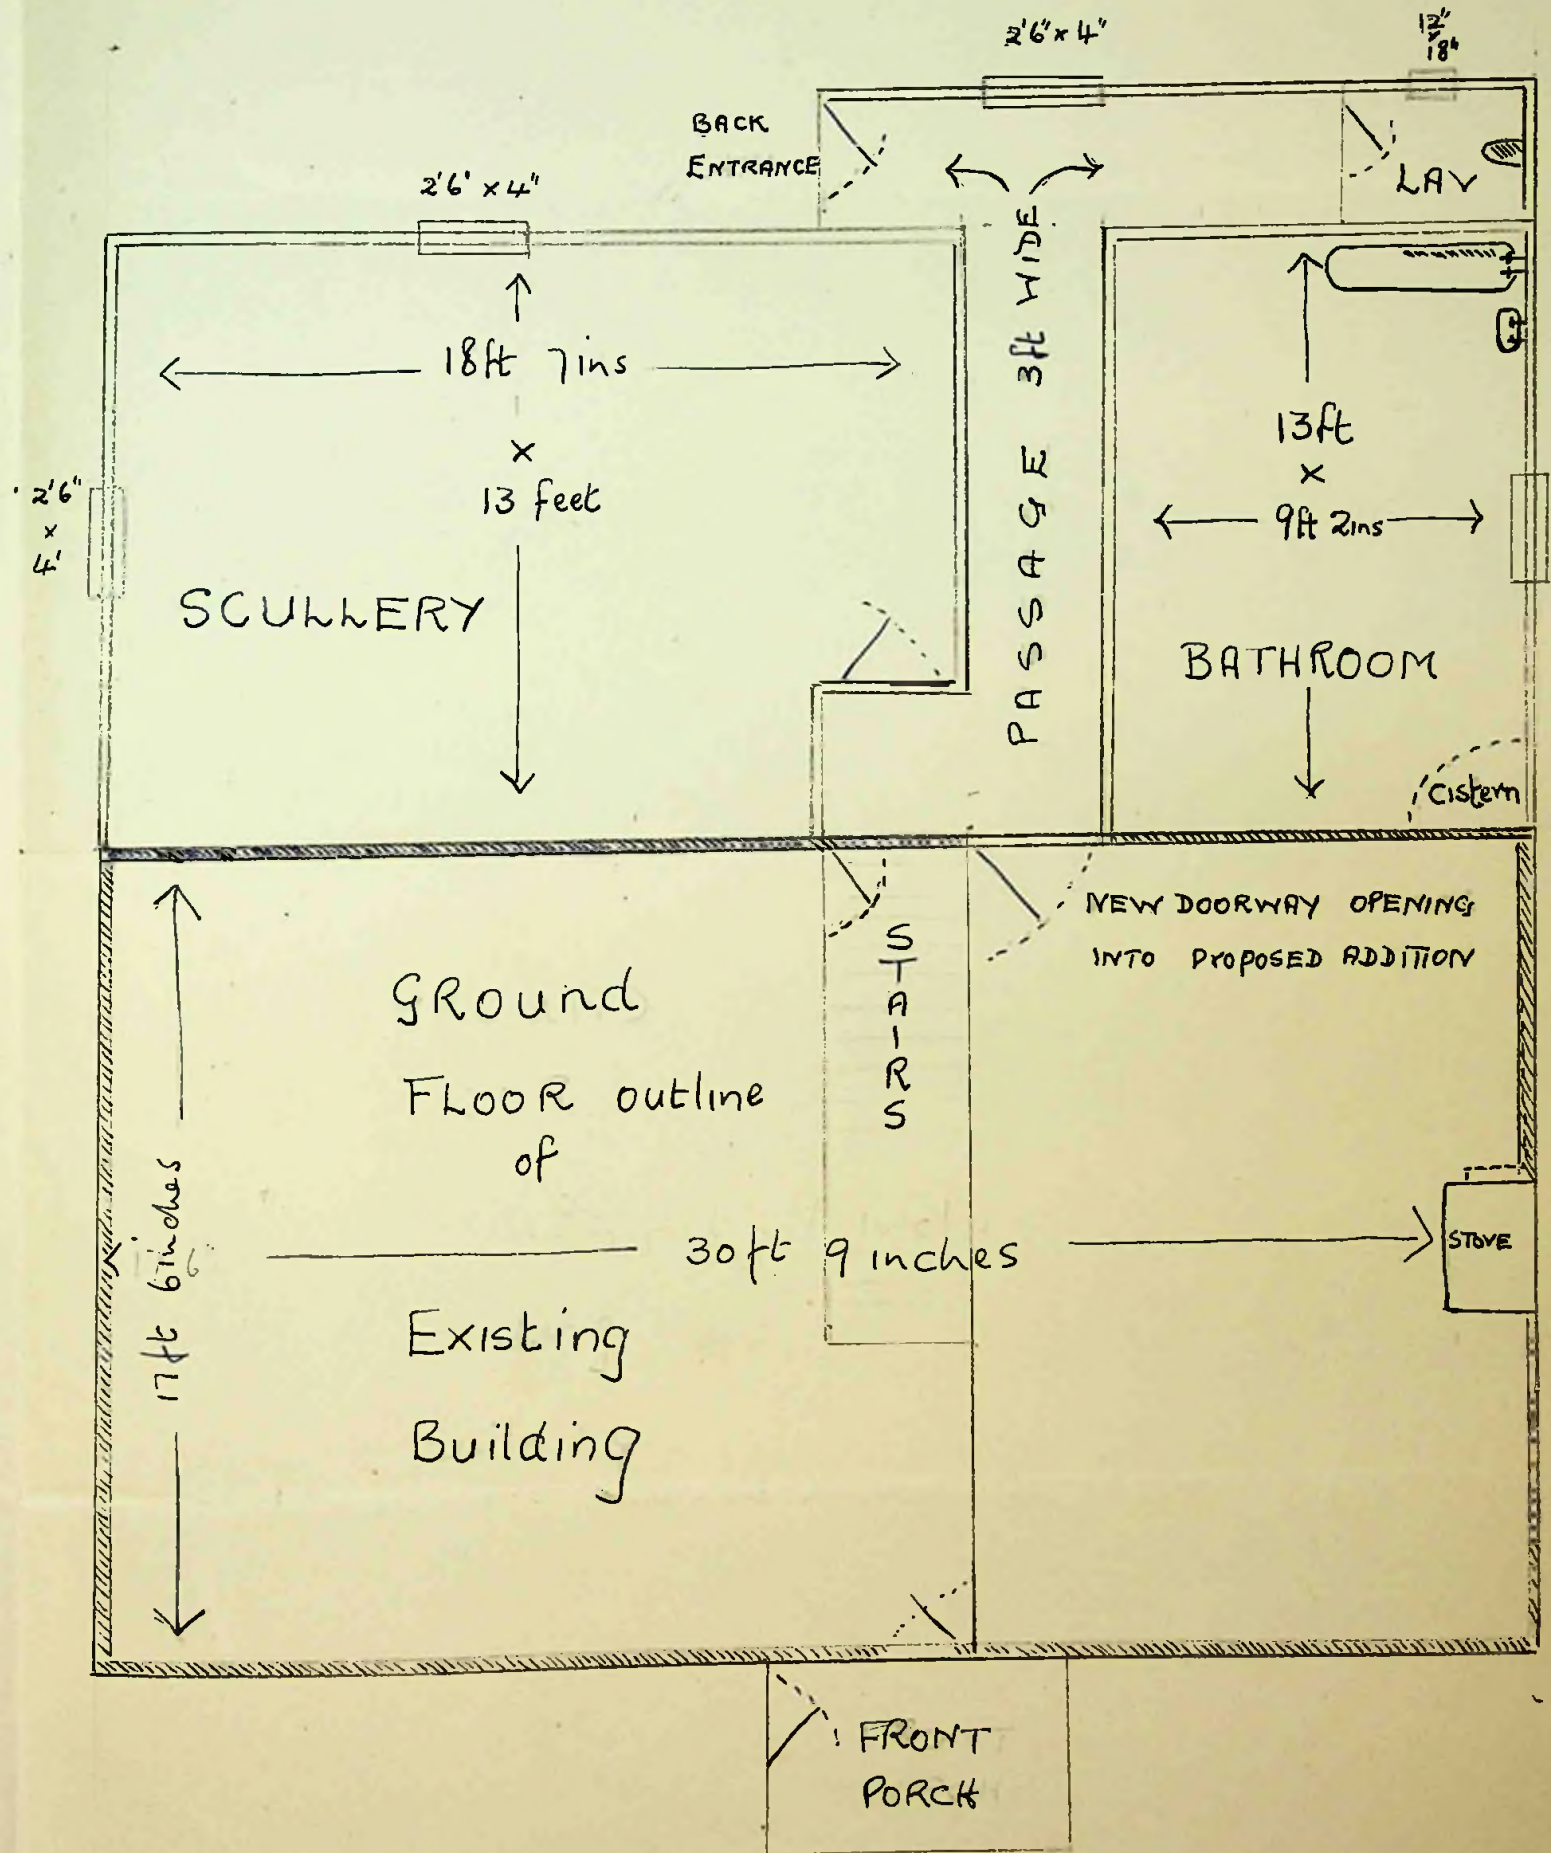 2'6" x 4"
12"
x
18"
BACK
ENTRANCE
LAV
2'6' x 4"
PASSAGE 3ft WIDE
18ft 7ins
x
13 feet
2'6"
x
4'
SCULLERY
13ft
x
9ft 2ins
BATHROOM
Cistern
NEW DOORWAY OPENING
INTO PrOPOSED ADDITION
STAIRS
GROund
FLOOR outline
of
17ft 6inches
30ft 9 inches
STOVE
Existing
Building
FRONT
PORCH